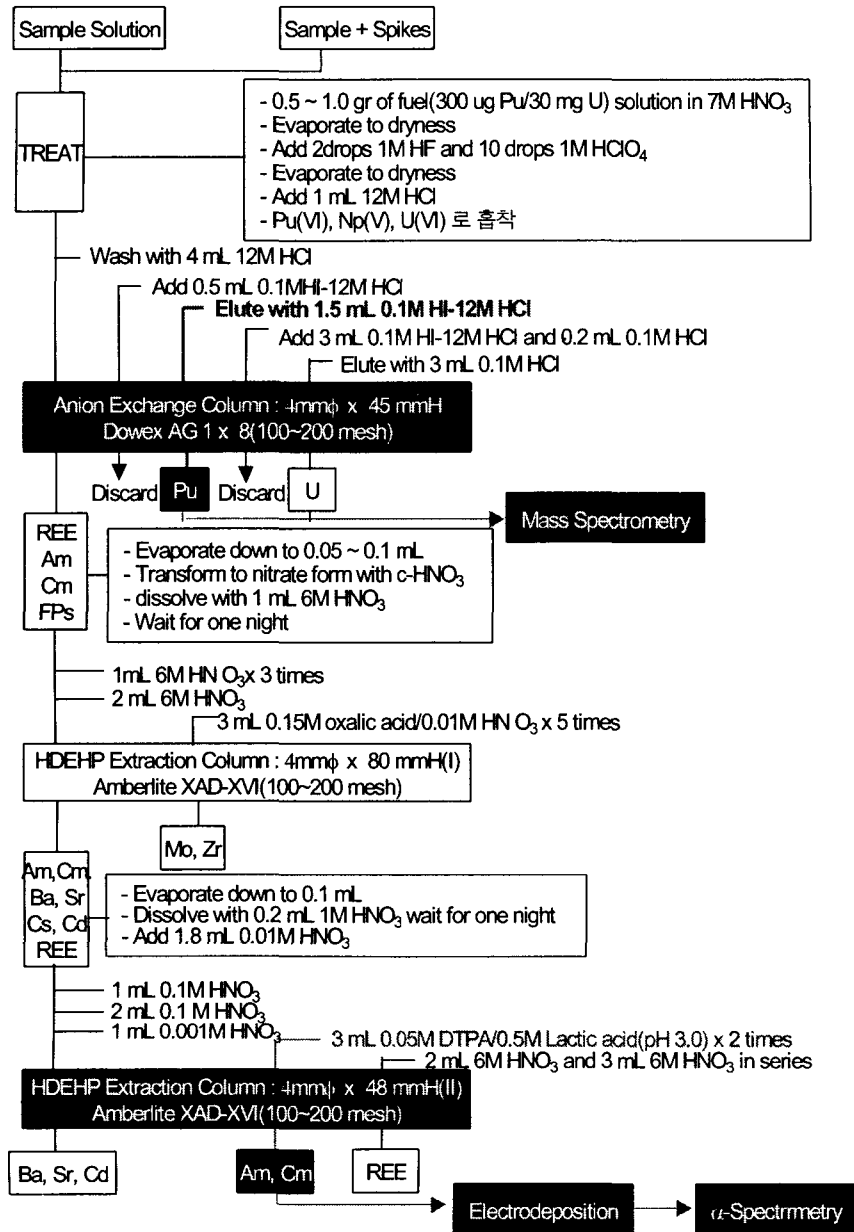 Sample Solution
Sample + Spikes
TREAT
- 0.5 ~ 1.0 gr of fuel(300 ug Pu/30 mg U) solution in 7M HNO₃
- Evaporate to dryness
- Add 2drops 1M HF and 10 drops 1M HClO₄
- Evaporate to dryness
- Add 1 mL 12M HCl
- Pu(VI), Np(V), U(VI) 로 흡착
Wash with 4 mL 12M HCl
Add 0.5 mL 0.1MHI-12M HCl
Elute with 1.5 mL 0.1M HI-12M HCl
Add 3 mL 0.1M HI-12M HCl and 0.2 mL 0.1M HCl
Elute with 3 mL 0.1M HCl
Anion Exchange Column : 4mmϕ x 45 mmH
Dowex AG 1 x 8(100~200 mesh)
Discard
Pu
Discard
U
Mass Spectrometry
REE
Am
Cm
FPs
- Evaporate down to 0.05 ~ 0.1 mL
- Transform to nitrate form with c-HNO₃
- dissolve with 1 mL 6M HNO₃
- Wait for one night
1mL 6M HN O₃x 3 times
2 mL 6M HNO₃
3 mL 0.15M oxalic acid/0.01M HN O₃ x 5 times
HDEHP Extraction Column : 4mmϕ x 80 mmH(I)
Amberlite XAD-XVI(100~200 mesh)
Mo, Zr
Am,Cm,
Ba, Sr
Cs, Cd
REE
- Evaporate down to 0.1 mL
- Dissolve with 0.2 mL 1M HNO₃ wait for one night
- Add 1.8 mL 0.01M HNO₃
1 mL 0.1M HNO₃
2 mL 0.1 M HNO₃
1 mL 0.001M HNO₃
3 mL 0.05M DTPA/0.5M Lactic acid(pH 3.0) x 2 times
2 mL 6M HNO₃ and 3 mL 6M HNO₃ in series
HDEHP Extraction Column : 4mmϕ x 48 mmH(II)
Amberlite XAD-XVI(100~200 mesh)
Ba, Sr, Cd
Am, Cm
REE
Electrodeposition
α-Spectrmetry